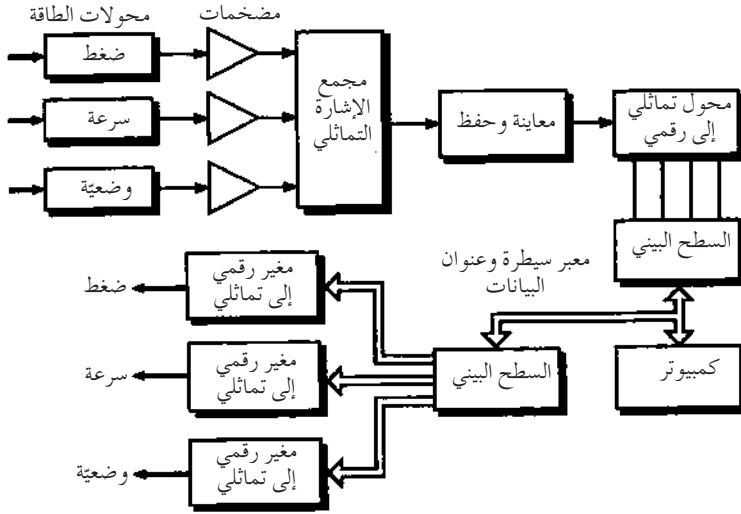 محولات الطاقة
مضخمات
ضغط
سرعة
وضعيّة
مجمع
الإشارة
التماثلي
معاينة وحفظ
محول تماثلي
إلى رقمي
السطح البيني
معبر سيطرة وعنوان
البيانات
كمبيوتر
السطح البيني
مغير رقمي
إلى تماثلي
ضغط
مغير رقمي
إلى تماثلي
سرعة
مغير رقمي
إلى تماثلي
وضعيّة